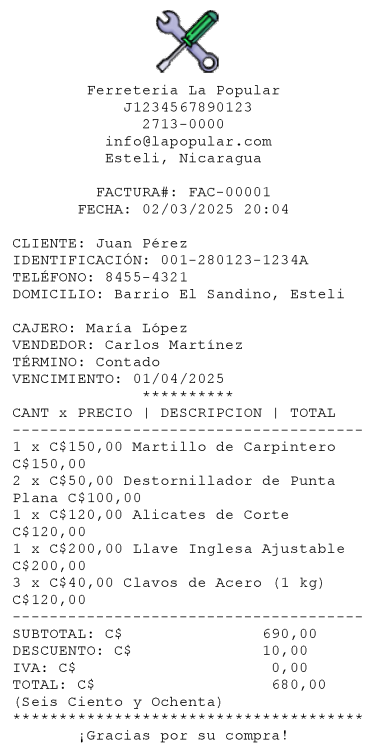 Ferreteria La Popular
J1234567890123
2713-0000
info@lapopular.com
Esteli, Nicaragua
FACTURA#: FAC-00001
FECHA: 02/03/2025 20:04
CLIENTE: Juan Pérez
IDENTIFICACIÓN: 001-280123-1234A
TELÉFONO: 8455-4321
DOMICILIO: Barrio El Sandino, Esteli
CAJERO: María López
VENDEDOR: Carlos Martínez
TÉRMINO: Contado
VENCIMIENTO: 01/04/2025
**********
CANT x PRECIO | DESCRIPCION | TOTAL
--------------------------------------
1 x C$150,00 Martillo de Carpintero
C$150,00
2 x C$50,00 Destornillador de Punta
Plana C$100,00
1 x C$120,00 Alicates de Corte
C$120,00
1 x C$200,00 Llave Inglesa Ajustable
C$200,00
3 x C$40,00 Clavos de Acero (1 kg)
C$120,00
--------------------------------------
SUBTOTAL: C$ 690,00
DESCUENTO: C$ 10,00
IVA: C$ 0,00
TOTAL: C$ 680,00
(Seis Ciento y Ochenta)
**************************************
¡Gracias por su compra!